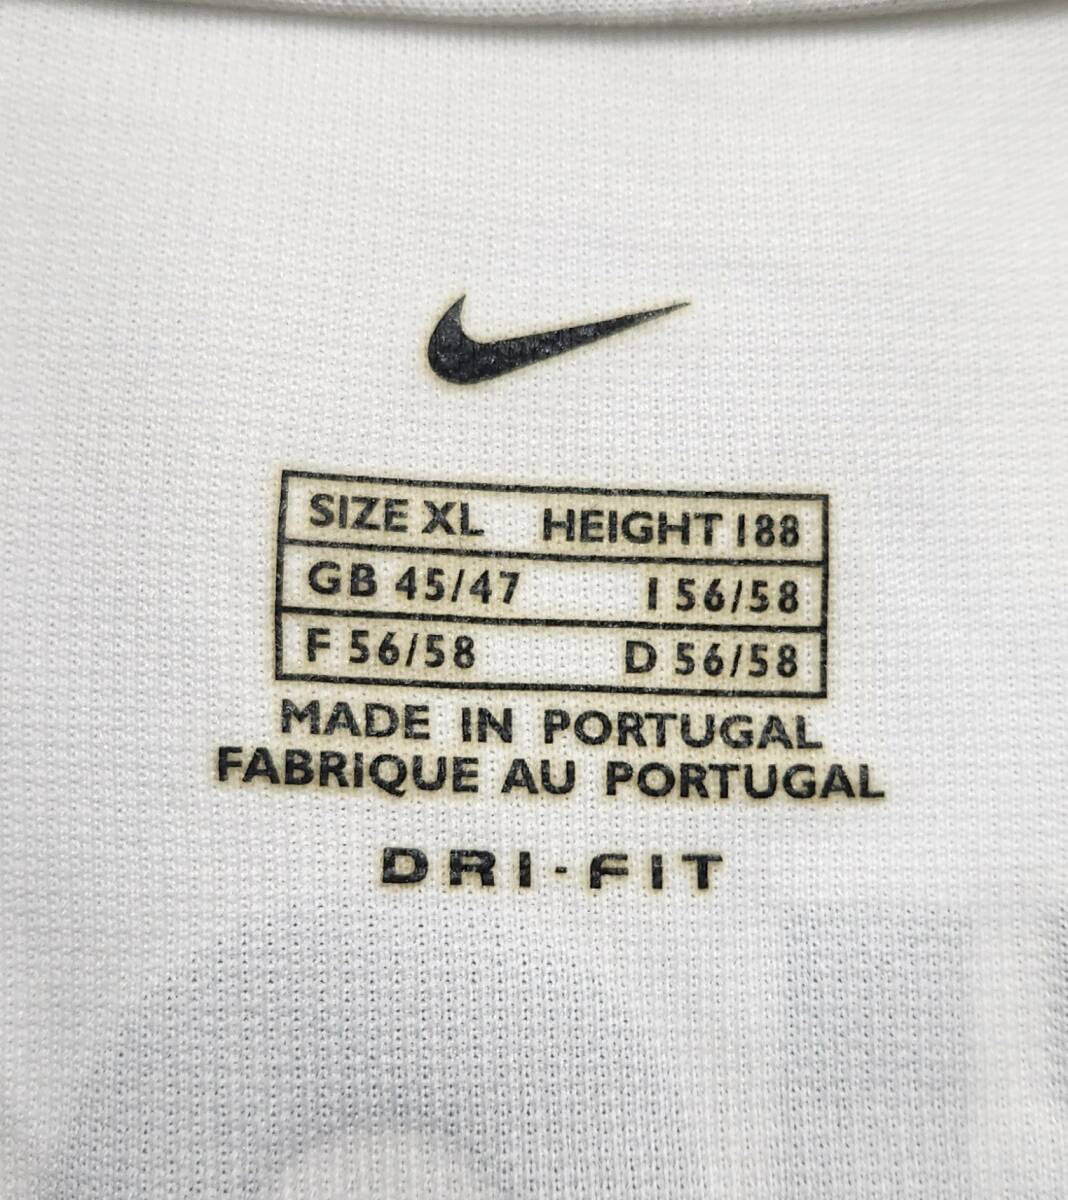 SIZE XL HEIGHT 188
GB 45/47 I 56/58
F 56/58 D 56/58
MADE IN PORTUGAL
FABRIQUE AU PORTUGAL
DRI-FIT